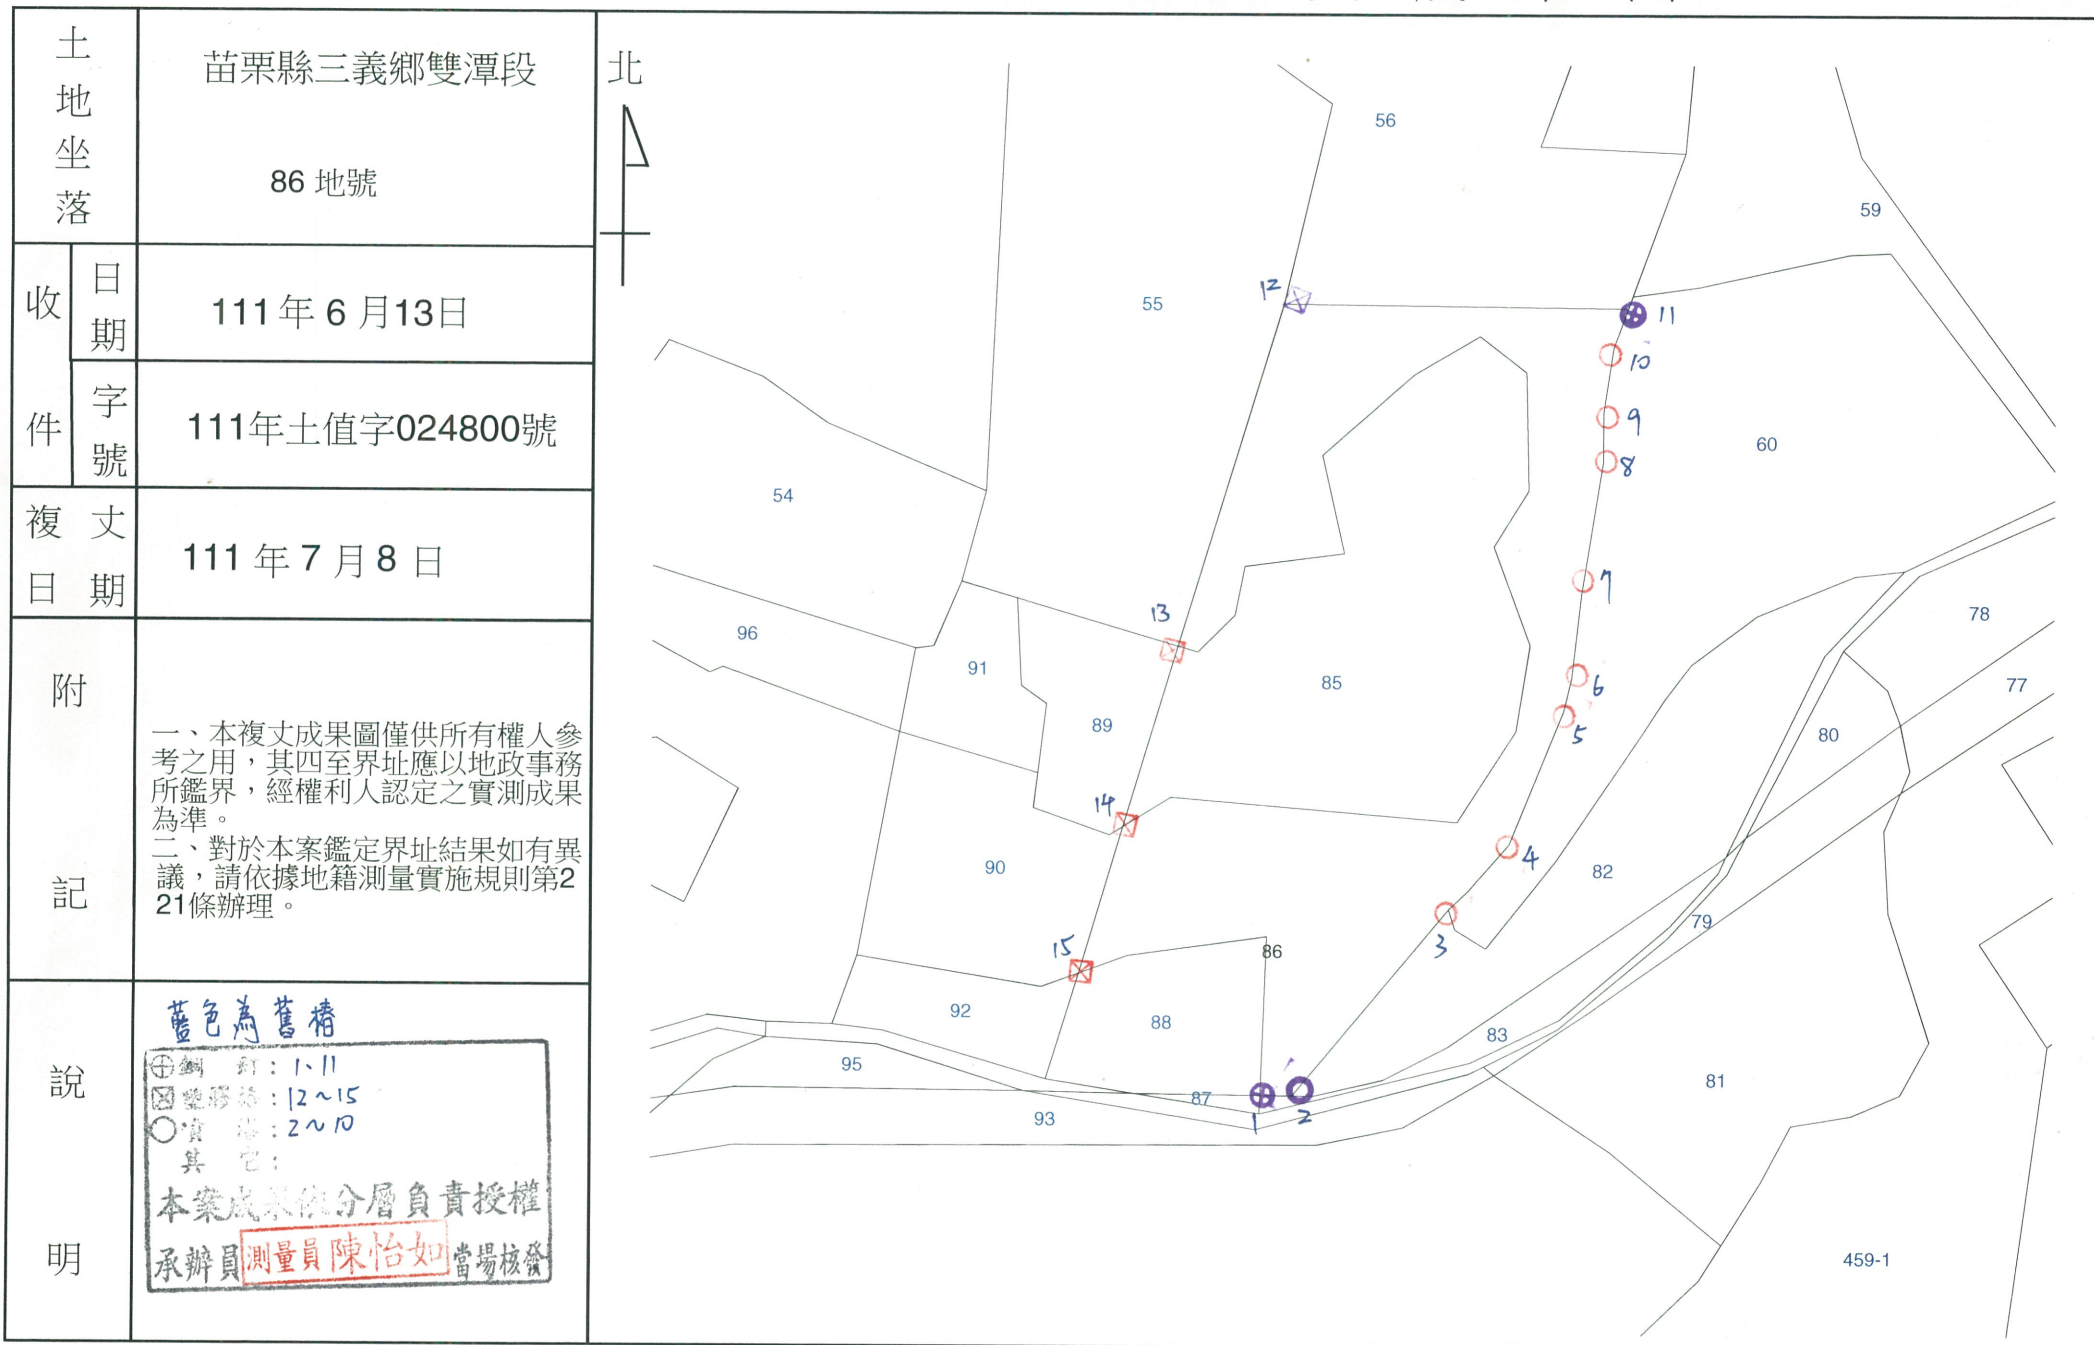 土地坐落
苗栗縣三義鄉雙潭段
86 地號
收件
日期
111 年 6 月13日
字號
111年土值字024800號
複丈日期
111 年 7 月 8 日
附記
一、本複丈成果圖僅供所有權人參
考之用，其四至界址應以地政事務
所鑑界，經權利人認定之實測成果
為準。
二、對於本案鑑定界址結果如有異
議，請依據地籍測量實施規則第2
21條辦理。
說明
藍色為舊樁
鋼釘：1、11
塑膠樁：12~15
噴漆：2~10
其它：
本案成果依分層負責授權
承辦員 測量員 陳怡如 當場核發
北
56
59
12
55
11
10
9
60
8
54
7
13
78
96
91
85
6
77
89
5
80
14
4
90
82
79
3
15
86
92
88
83
95
81
87
93
1
2
459-1